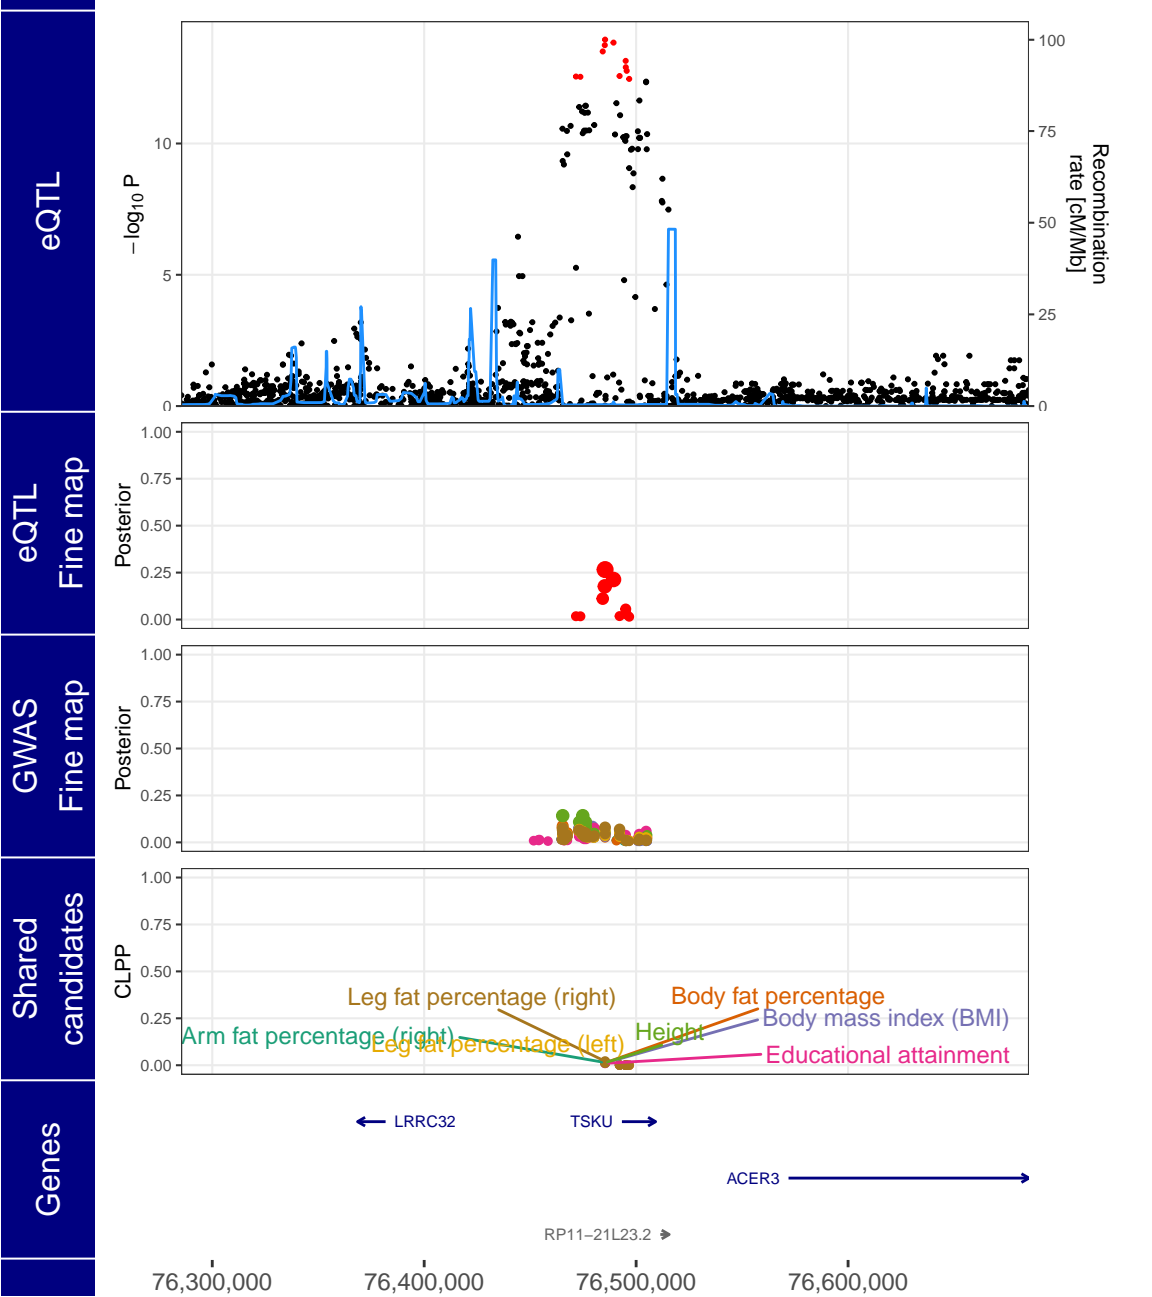 eQTL
−log10 P
10
5
0
100
75
50
25
0
Recombination
rate [cM/Mb]
eQTL
Fine map
Posterior
1.00
0.75
0.50
0.25
0.00
GWAS
Fine map
Posterior
1.00
0.75
0.50
0.25
0.00
Shared
candidates
CLPP
1.00
0.75
0.50
0.25
0.00
Leg fat percentage (right)
Body fat percentage
Body mass index (BMI)
Arm fat percentage (right)
Height
Leg fat percentage (left)
Educational attainment
Genes
LRRC32
TSKU
ACER3
RP11−21L23.2
76,300,000
76,400,000
76,500,000
76,600,000